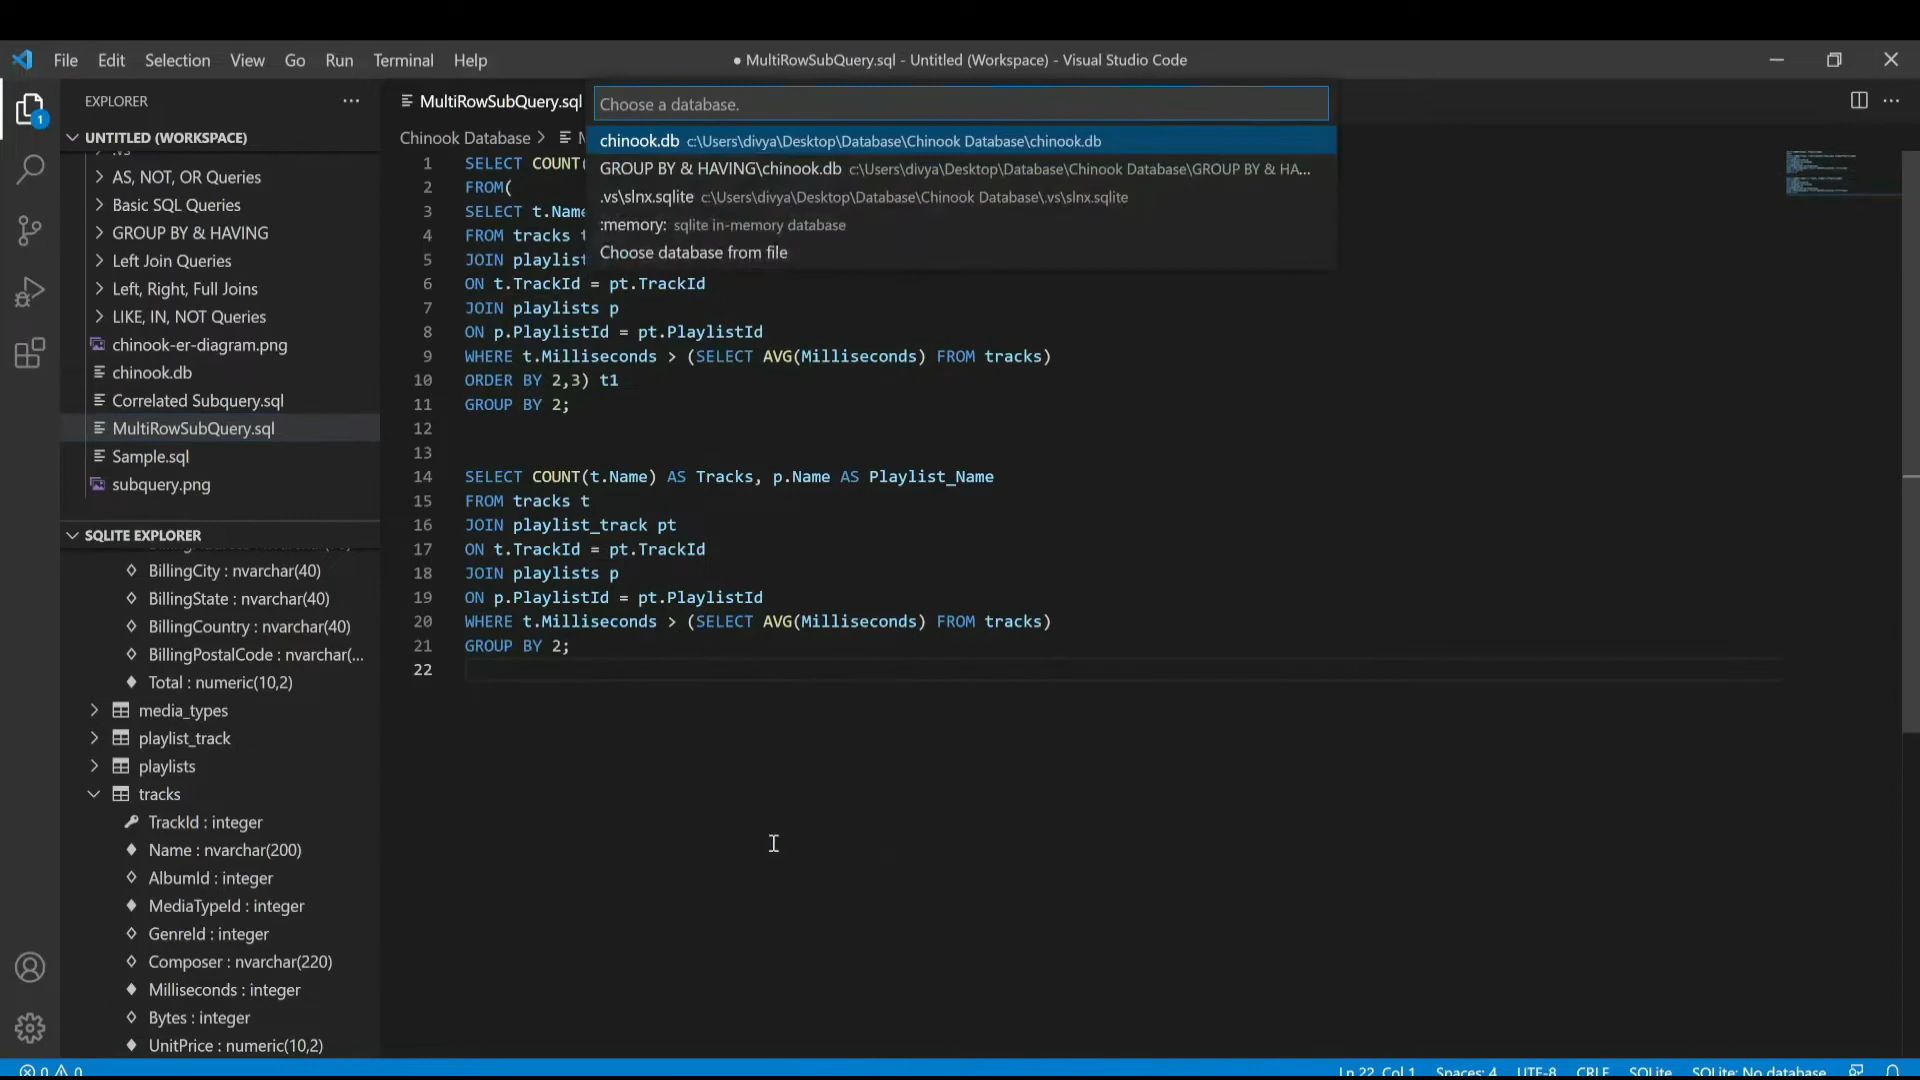 File Edit Selection View Go Run Terminal Help
● MultiRowSubQuery.sql - Untitled (Workspace) - Visual Studio Code
EXPLORER
1
UNTITLED (WORKSPACE)
AS, NOT, OR Queries
Basic SQL Queries
GROUP BY & HAVING
Left Join Queries
Left, Right, Full Joins
LIKE, IN, NOT Queries
chinook-er-diagram.png
chinook.db
Correlated Subquery.sql
MultiRowSubQuery.sql
Sample.sql
subquery.png
SQLITE EXPLORER
BillingCity : nvarchar(40)
BillingState : nvarchar(40)
BillingCountry : nvarchar(40)
BillingPostalCode : nvarchar(...
Total : numeric(10,2)
media_types
playlist_track
playlists
tracks
TrackId : integer
Name : nvarchar(200)
AlbumId : integer
MediaTypeId : integer
GenreId : integer
Composer : nvarchar(220)
Milliseconds : integer
Bytes : integer
UnitPrice : numeric(10,2)
MultiRowSubQuery.sql
Chinook Database >
Choose a database.
chinook.db c:\Users\divya\Desktop\Database\Chinook Database\chinook.db
GROUP BY & HAVING\chinook.db c:\Users\divya\Desktop\Database\Chinook Database\GROUP BY & HA...
.vs\slnx.sqlite c:\Users\divya\Desktop\Database\Chinook Database\.vs\slnx.sqlite
:memory: sqlite in-memory database
Choose database from file
1 SELECT COUNT(
2 FROM(
3 SELECT t.Name
4 FROM tracks t
5 JOIN playlist
6 ON t.TrackId = pt.TrackId
7 JOIN playlists p
8 ON p.PlaylistId = pt.PlaylistId
9 WHERE t.Milliseconds > (SELECT AVG(Milliseconds) FROM tracks)
10 ORDER BY 2,3) t1
11 GROUP BY 2;
12
13
14 SELECT COUNT(t.Name) AS Tracks, p.Name AS Playlist_Name
15 FROM tracks t
16 JOIN playlist_track pt
17 ON t.TrackId = pt.TrackId
18 JOIN playlists p
19 ON p.PlaylistId = pt.PlaylistId
20 WHERE t.Milliseconds > (SELECT AVG(Milliseconds) FROM tracks)
21 GROUP BY 2;
22
0 0 Ln 22, Col 1 Spaces: 4 UTF-8 CRLF SQLite SQLite: No database